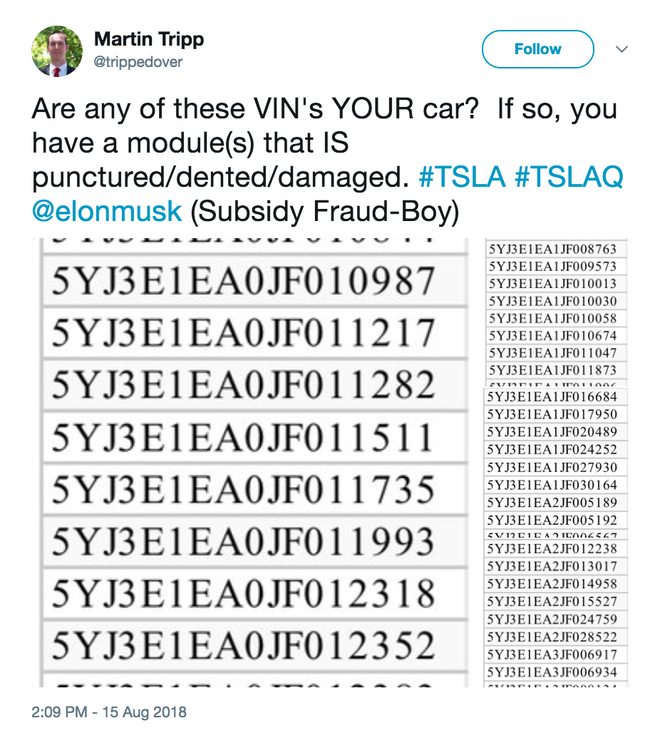 Martin Tripp
@trippedover
Follow
Are any of these VIN's YOUR car? If so, you
have a module(s) that IS
punctured/dented/damaged. #TSLA #TSLAQ
@elonmusk (Subsidy Fraud-Boy)
5YJ3E1EA0JF010987
5YJ3E1EA0JF011217
5YJ3E1EA0JF011282
5YJ3E1EA0JF011511
5YJ3E1EA0JF011735
5YJ3E1EA0JF011993
5YJ3E1EA0JF012318
5YJ3E1EA0JF012352
5YJ3E1EA1JF008763
5YJ3E1EA1JF009573
5YJ3E1EA1JF010013
5YJ3E1EA1JF010030
5YJ3E1EA1JF010058
5YJ3E1EA1JF010674
5YJ3E1EA1JF011047
5YJ3E1EA1JF011873
5YJ3E1EA1JF016684
5YJ3E1EA1JF017950
5YJ3E1EA1JF020489
5YJ3E1EA1JF024252
5YJ3E1EA1JF027930
5YJ3E1EA1JF030164
5YJ3E1EA2JF005189
5YJ3E1EA2JF005192
5YJ3E1EA2JF012238
5YJ3E1EA2JF013017
5YJ3E1EA2JF014958
5YJ3E1EA2JF015527
5YJ3E1EA2JF024759
5YJ3E1EA2JF028522
5YJ3E1EA3JF006917
5YJ3E1EA3JF006934
2:09 PM - 15 Aug 2018